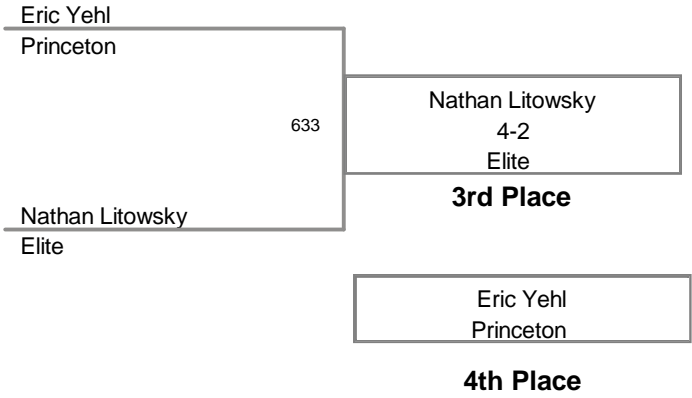 Eric Yehl
Princeton
633
Nathan Litowsky
4-2
Elite
3rd Place
Nathan Litowsky
Elite
Eric Yehl
Princeton
4th Place